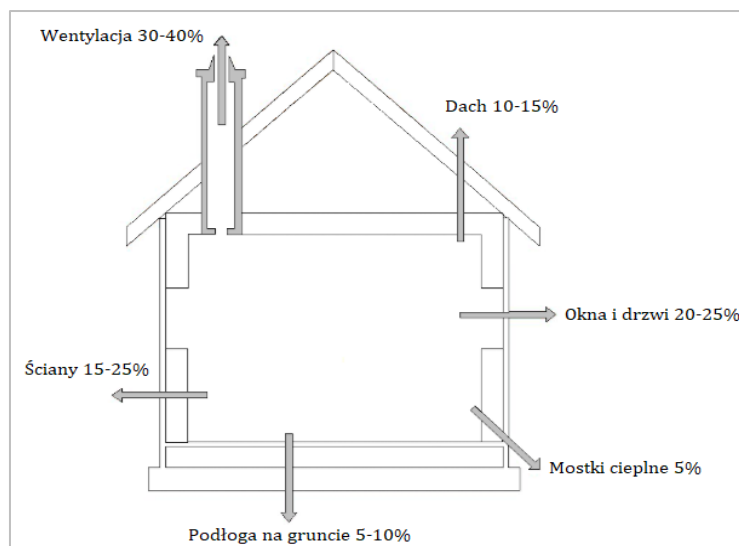 Wentylacja 30-40%
Dach 10-15%
Okna i drzwi 20-25%
Ściany 15-25%
Mostki cieplne 5%
Podłoga na gruncie 5-10%